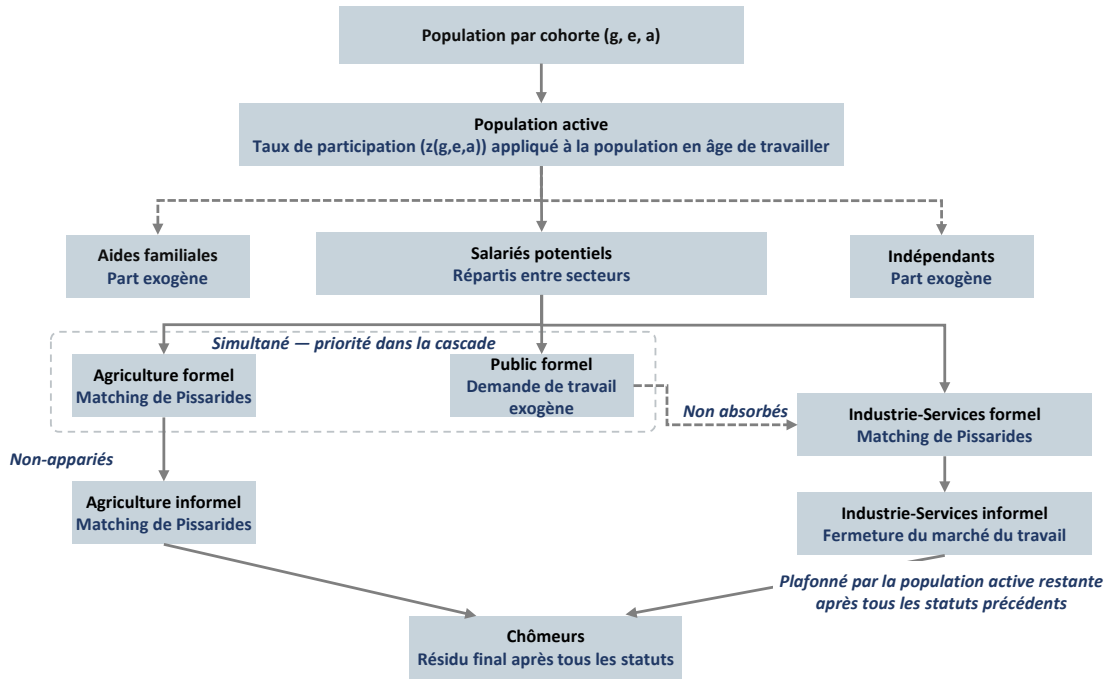 Population par cohorte (g, e, a)
Population active
Taux de participation (z(g,e,a)) appliqué à la population en âge de travailler
Aides familiales
Part exogène
Salariés potentiels
Répartis entre secteurs
Indépendants
Part exogène
Simultané — priorité dans la cascade
Agriculture formel
Matching de Pissarides
Public formel
Demande de travail
exogène
Non absorbés
Industrie-Services formel
Matching de Pissarides
Non-appariés
Agriculture informel
Matching de Pissarides
Industrie-Services informel
Fermeture du marché du travail
Plafonné par la population active restante
après tous les statuts précédents
Chômeurs
Résidu final après tous les statuts